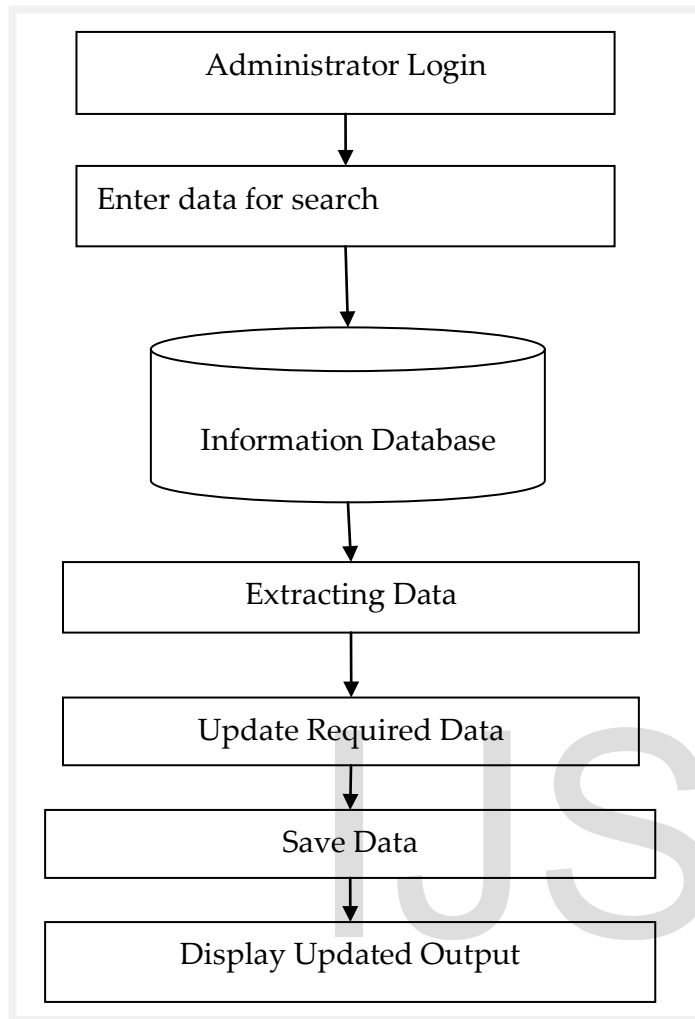 Administrator Login
Enter data for search
Information Database
Extracting Data
Update Required Data
Save Data
Display Updated Output
IJS